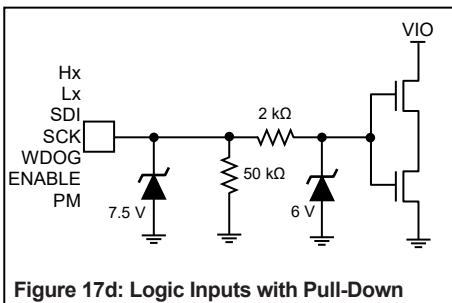 VIO
Hx
Lx
SDI
SCK
WDOG
ENABLE
PM
2 kΩ
50 kΩ
7.5 V
6 V
Figure 17d: Logic Inputs with Pull-Down